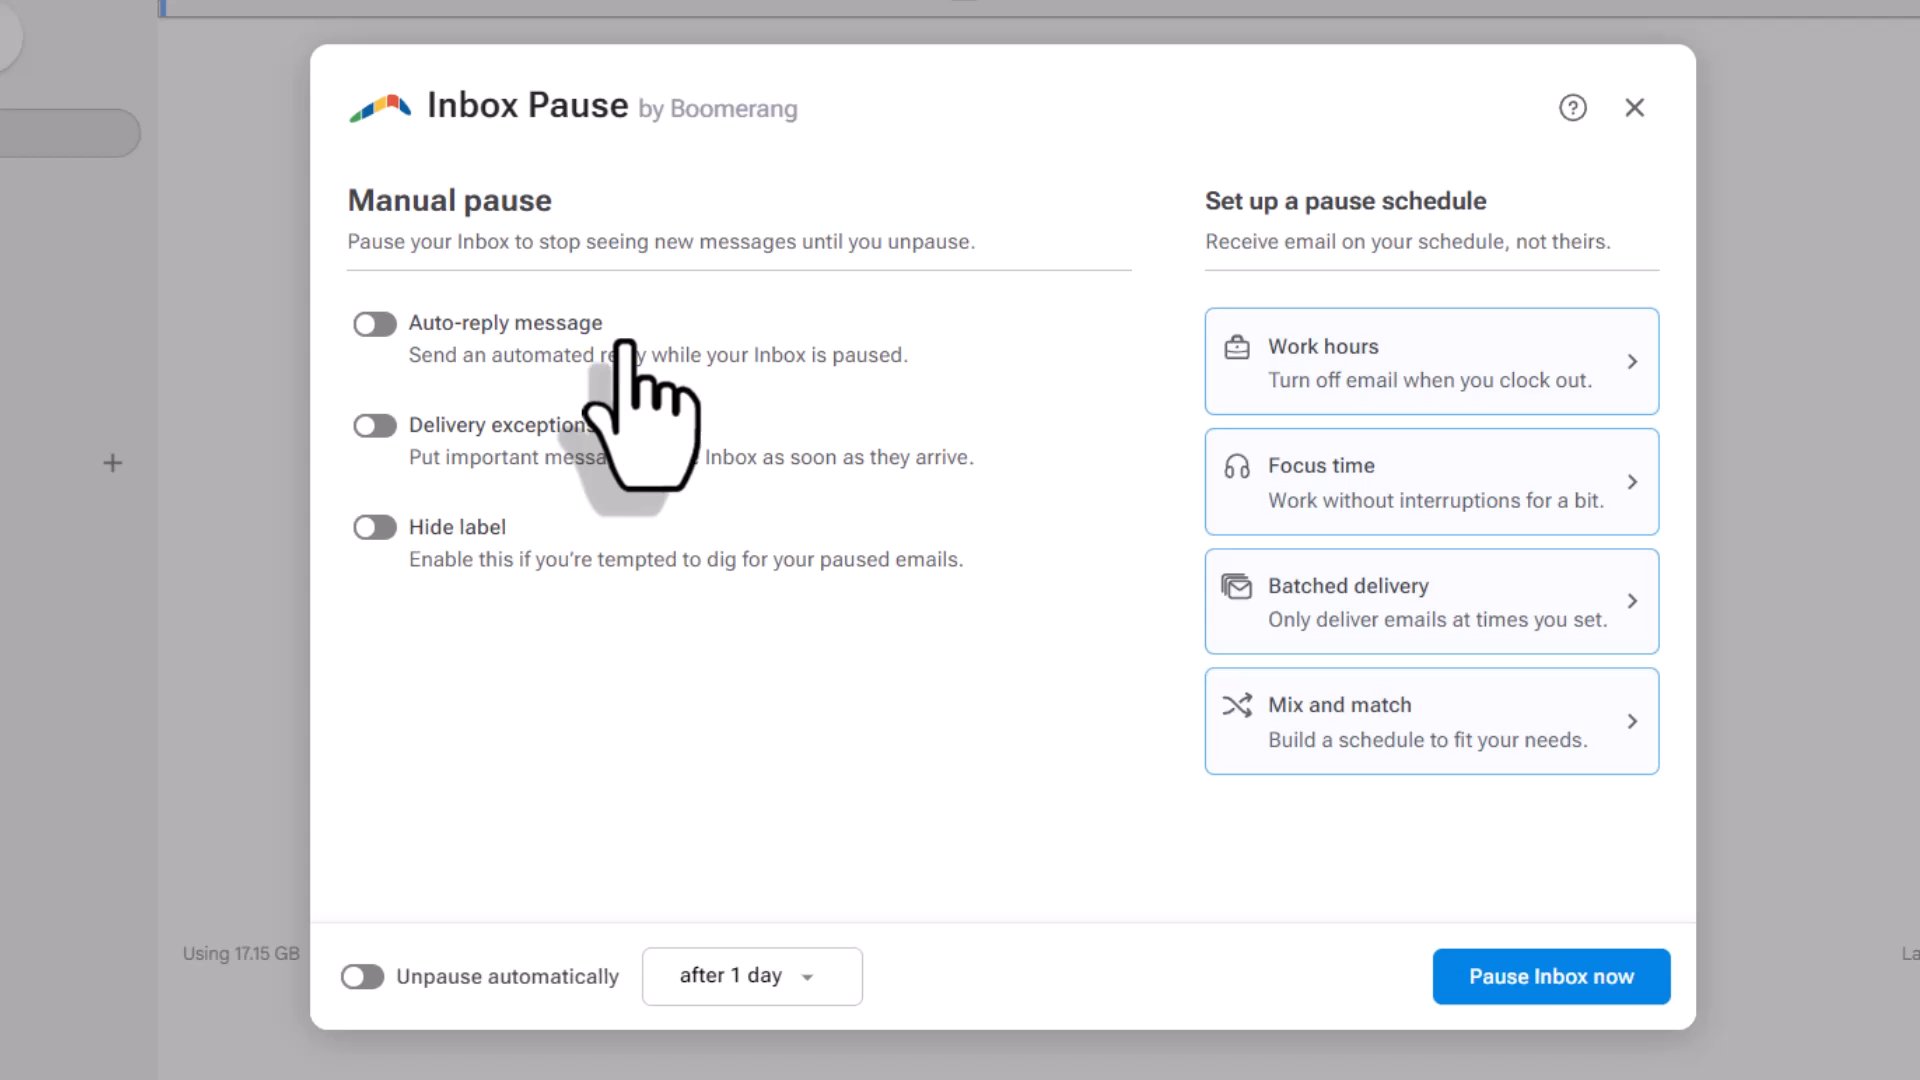 Inbox Pause by Boomerang
Manual pause
Pause your Inbox to stop seeing new messages until you unpause.
Auto-reply message
Send an automated re y while your Inbox is paused.
Delivery exceptions
Put important messa Inbox as soon as they arrive.
Hide label
Enable this if you're tempted to dig for your paused emails.
Set up a pause schedule
Receive email on your schedule, not theirs.
Work hours
Turn off email when you clock out.
Focus time
Work without interruptions for a bit.
Batched delivery
Only deliver emails at times you set.
Mix and match
Build a schedule to fit your needs.
Using 17.15 GB
La
Unpause automatically
after 1 day
Pause Inbox now